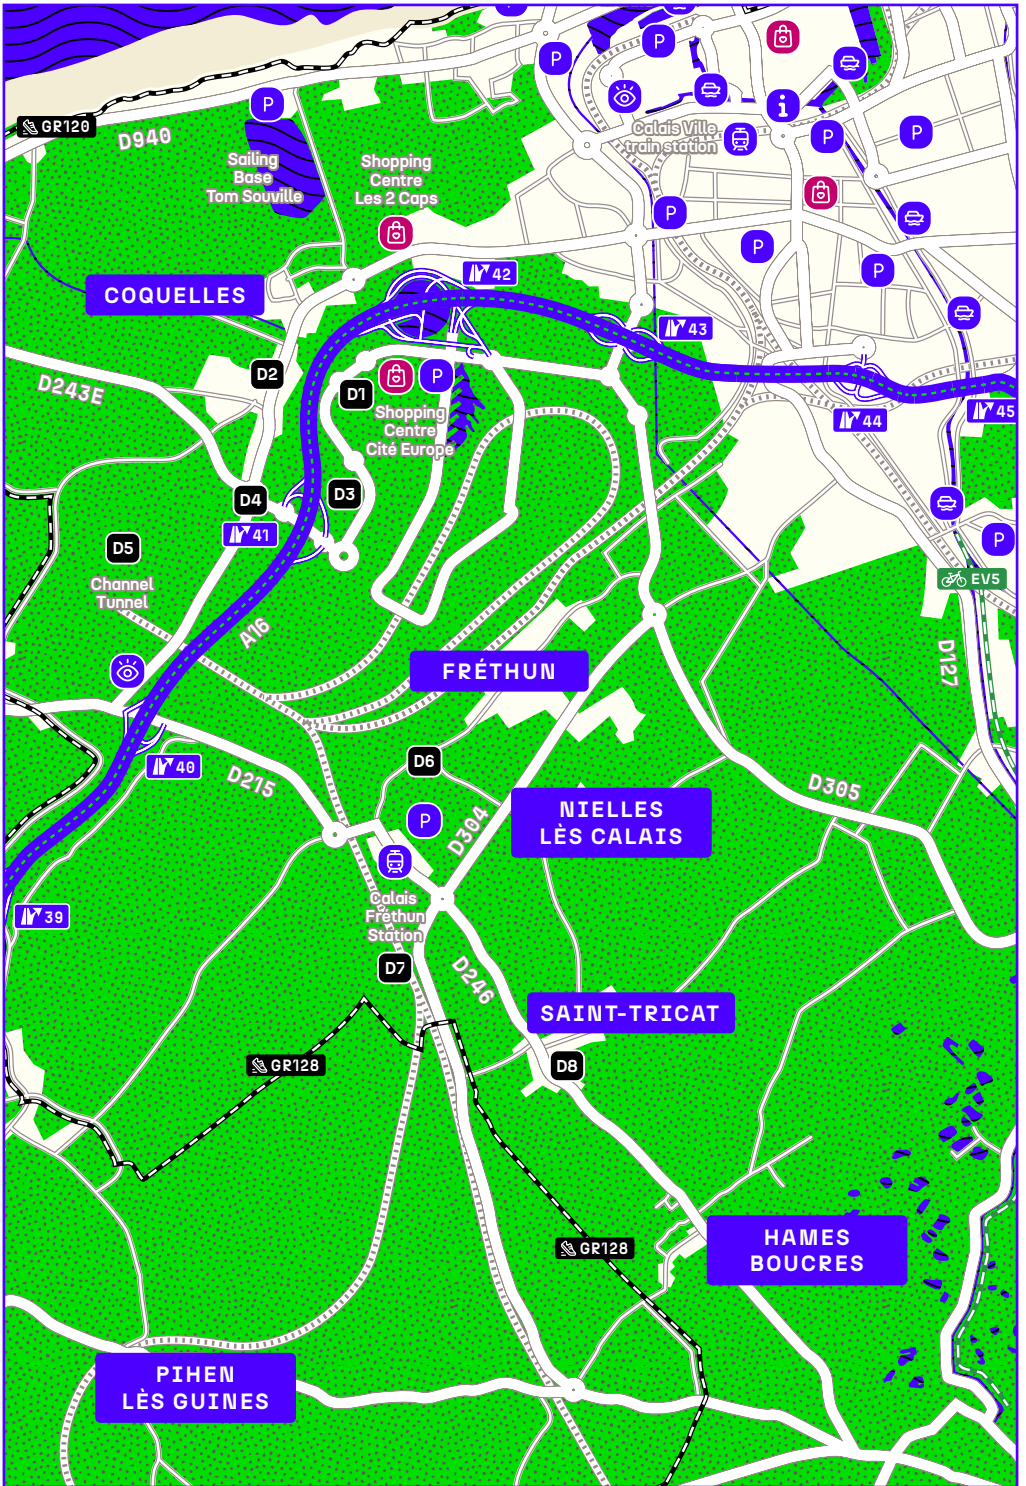 P
P
P
P
GR120
D940
Calais Ville
train station
P
P
Sailing
Base
Tom Souville
Shopping
Centre
Les 2 Caps
P
P
P
COQUELLES
42
43
D2
D1
P
D243E
Shopping
Centre
Cité Europe
44
45
D4
D3
41
D5
P
Channel
Tunnel
EV5
A16
D127
FRÉTHUN
40
D6
D215
D305
NIELLES
LÈS CALAIS
P
D304
39
Calais
Fréthun
Station
D7
D246
SAINT-TRICAT
GR128
D8
HAMES
BOUCRES
GR128
PIHEN
LÈS GUINES